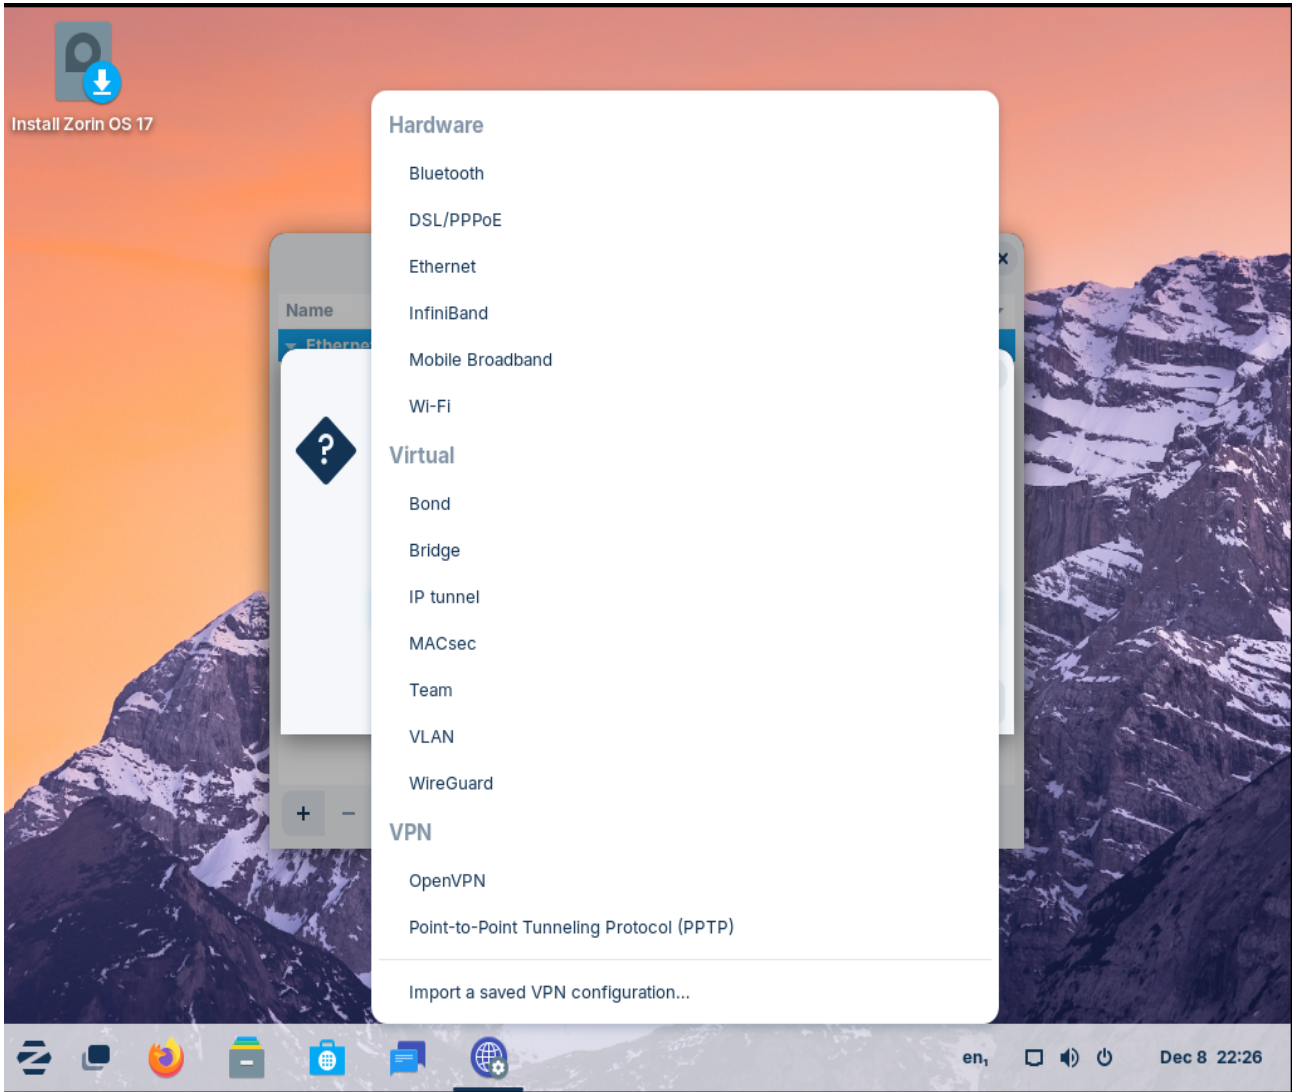 Install Zorin OS 17
Hardware
Bluetooth
DSL/PPPoE
Ethernet
InfiniBand
Mobile Broadband
Wi-Fi
Virtual
Bond
Bridge
IP tunnel
MACsec
Team
VLAN
WireGuard
VPN
OpenVPN
Point-to-Point Tunneling Protocol (PPTP)
Import a saved VPN configuration...
Name
?
+ −
en₁
Dec 8 22:26